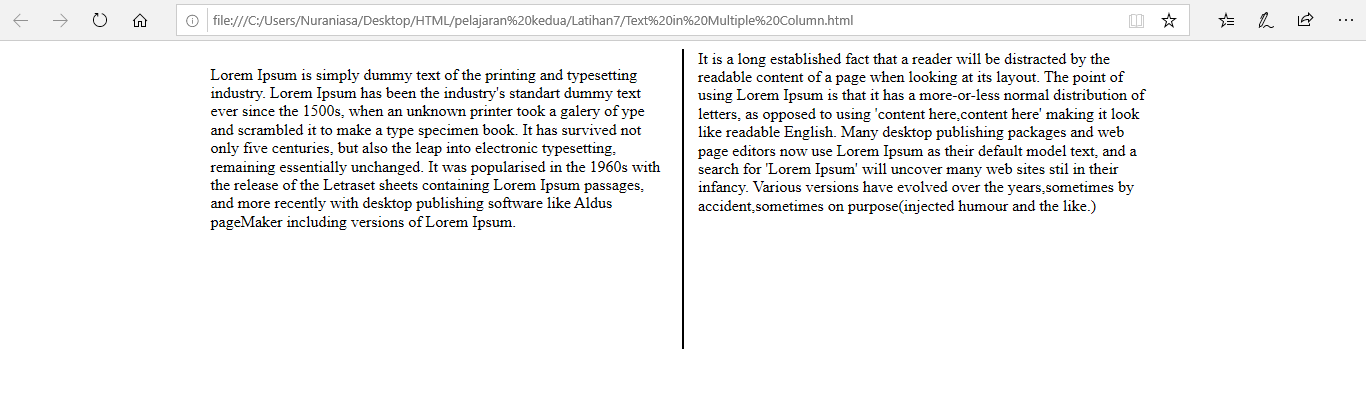 file:///C:/Users/Nuraniasa/Desktop/HTML/pelajaran%20kedua/Latihan7/Text%20in%20Multiple%20Column.html
Lorem Ipsum is simply dummy text of the printing and typesetting
industry. Lorem Ipsum has been the industry's standart dummy text
ever since the 1500s, when an unknown printer took a galery of ype
and scrambled it to make a type specimen book. It has survived not
only five centuries, but also the leap into electronic typesetting,
remaining essentially unchanged. It was popularised in the 1960s with
the release of the Letraset sheets containing Lorem Ipsum passages,
and more recently with desktop publishing software like Aldus
pageMaker including versions of Lorem Ipsum.
It is a long established fact that a reader will be distracted by the
readable content of a page when looking at its layout. The point of
using Lorem Ipsum is that it has a more-or-less normal distribution of
letters, as opposed to using 'content here,content here' making it look
like readable English. Many desktop publishing packages and web
page editors now use Lorem Ipsum as their default model text, and a
search for 'Lorem Ipsum' will uncover many web sites stil in their
infancy. Various versions have evolved over the years,sometimes by
accident,sometimes on purpose(injected humour and the like.)